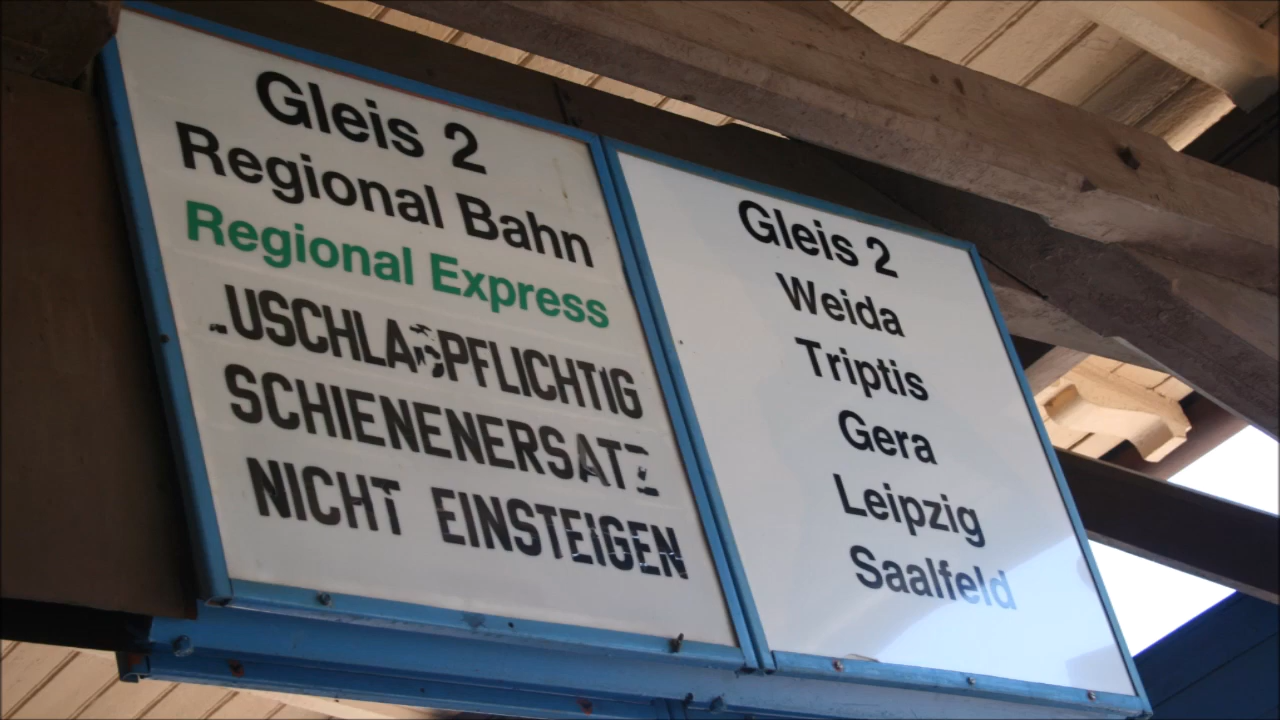 Gleis 2
Regional Bahn
Regional Express
SCHIENENERSATZ
NICHT EINSTEIGEN
Gleis 2
Weida
Triptis
Gera
Leipzig
Saalfeld